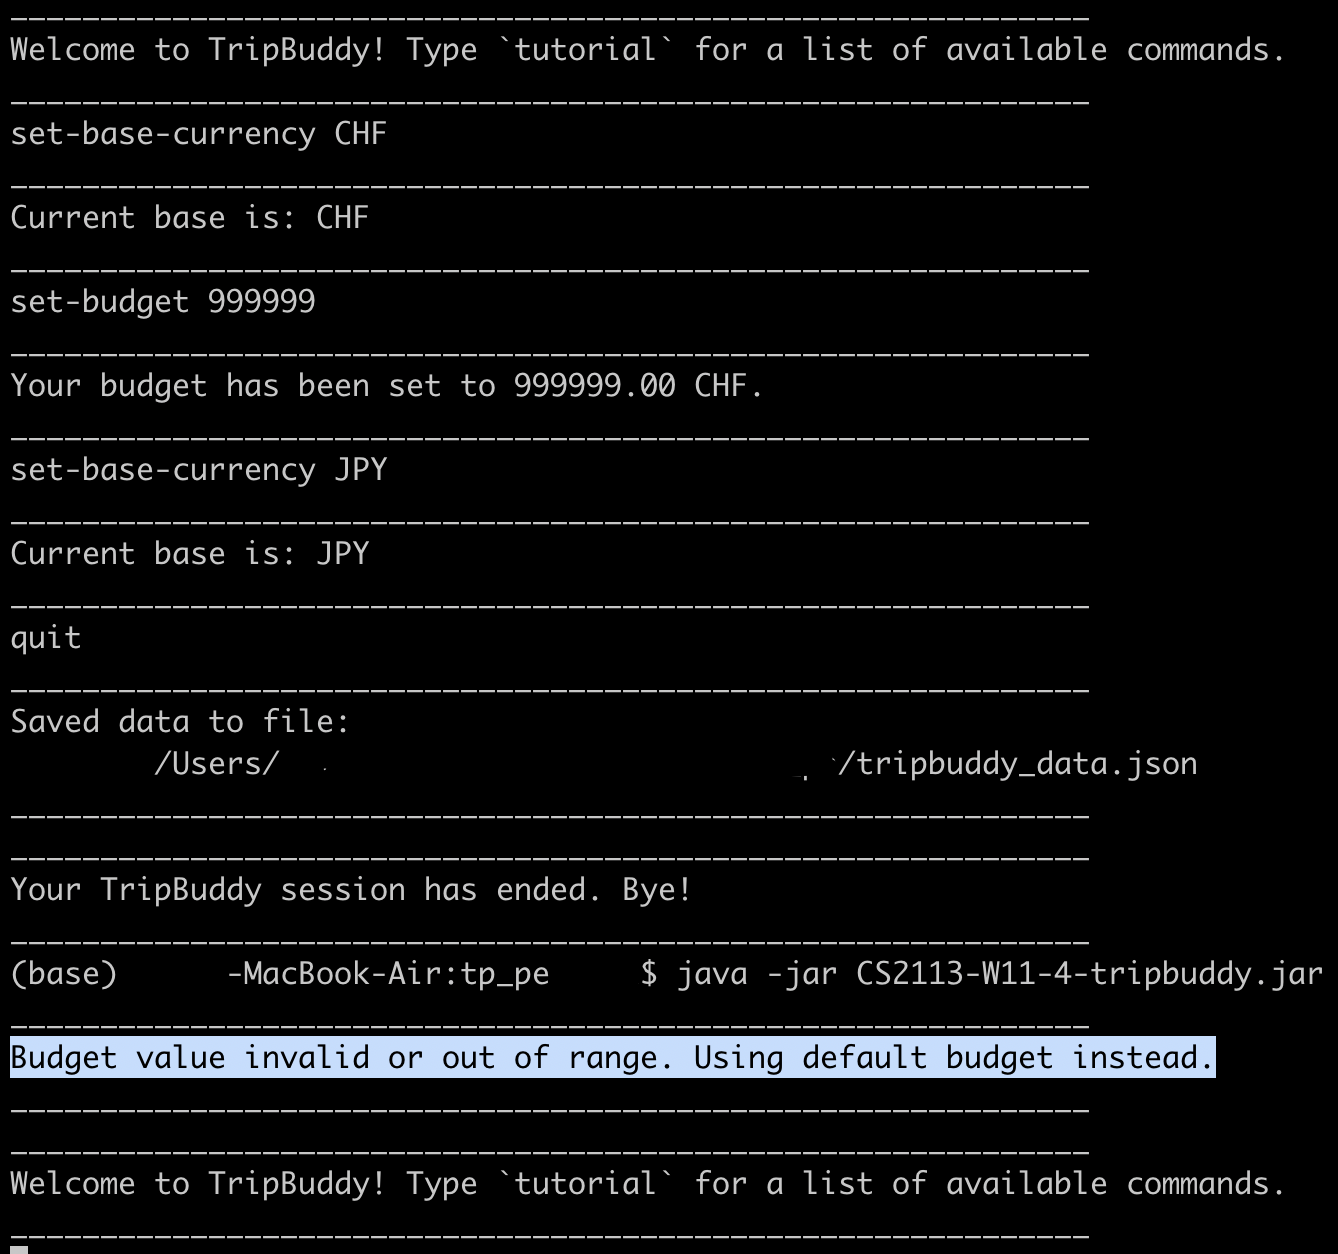 ____________________________________________________________
Welcome to TripBuddy! Type `tutorial` for a list of available commands.
____________________________________________________________
set-base-currency CHF
____________________________________________________________
Current base is: CHF
____________________________________________________________
set-budget 999999
____________________________________________________________
Your budget has been set to 999999.00 CHF.
____________________________________________________________
set-base-currency JPY
____________________________________________________________
Current base is: JPY
____________________________________________________________
quit
____________________________________________________________
Saved data to file:
/Users/ /tripbuddy_data.json
____________________________________________________________
____________________________________________________________
Your TripBuddy session has ended. Bye!
____________________________________________________________
(base) -MacBook-Air:tp_pe $ java -jar CS2113-W11-4-tripbuddy.jar
____________________________________________________________
Budget value invalid or out of range. Using default budget instead.
____________________________________________________________
____________________________________________________________
Welcome to TripBuddy! Type `tutorial` for a list of available commands.
____________________________________________________________